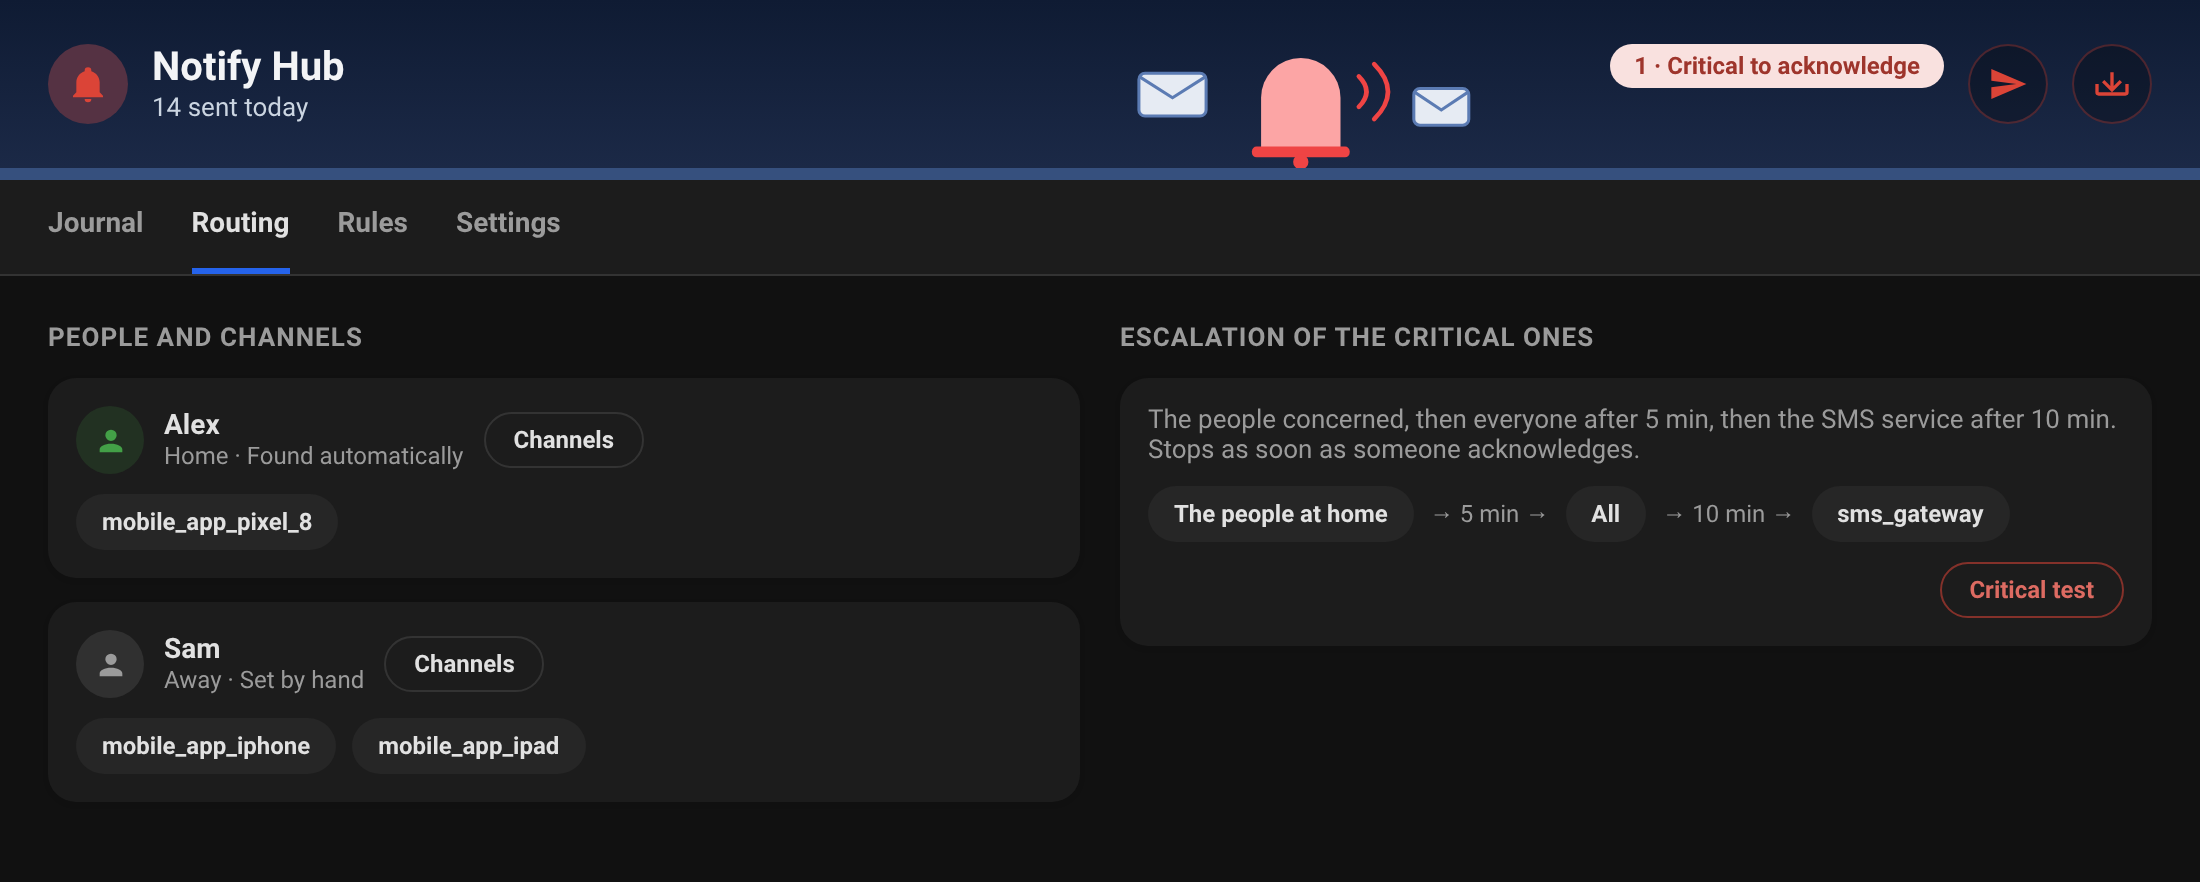 Notify Hub
14 sent today
1 · Critical to acknowledge
Journal Routing Rules Settings
PEOPLE AND CHANNELS
Alex
Home · Found automatically
Channels
mobile_app_pixel_8
Sam
Away · Set by hand
Channels
mobile_app_iphone mobile_app_ipad
ESCALATION OF THE CRITICAL ONES
The people concerned, then everyone after 5 min, then the SMS service after 10 min.
Stops as soon as someone acknowledges.
The people at home → 5 min → All → 10 min → sms_gateway
Critical test